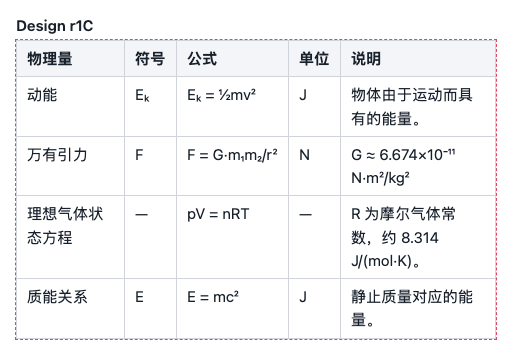 Design r1C
物理量 符号 公式 单位 说明
动能 Eₖ Eₖ = ½mv² J 物体由于运动而具
有的能量。
万有引力 F F = G·m₁m₂/r² N G ≈ 6.674×10⁻¹¹
N·m²/kg²
理想气体状 — pV = nRT — R 为摩尔气体常
态方程 数，约 8.314
J/(mol·K)。
质能关系 E E = mc² J 静止质量对应的能
量。